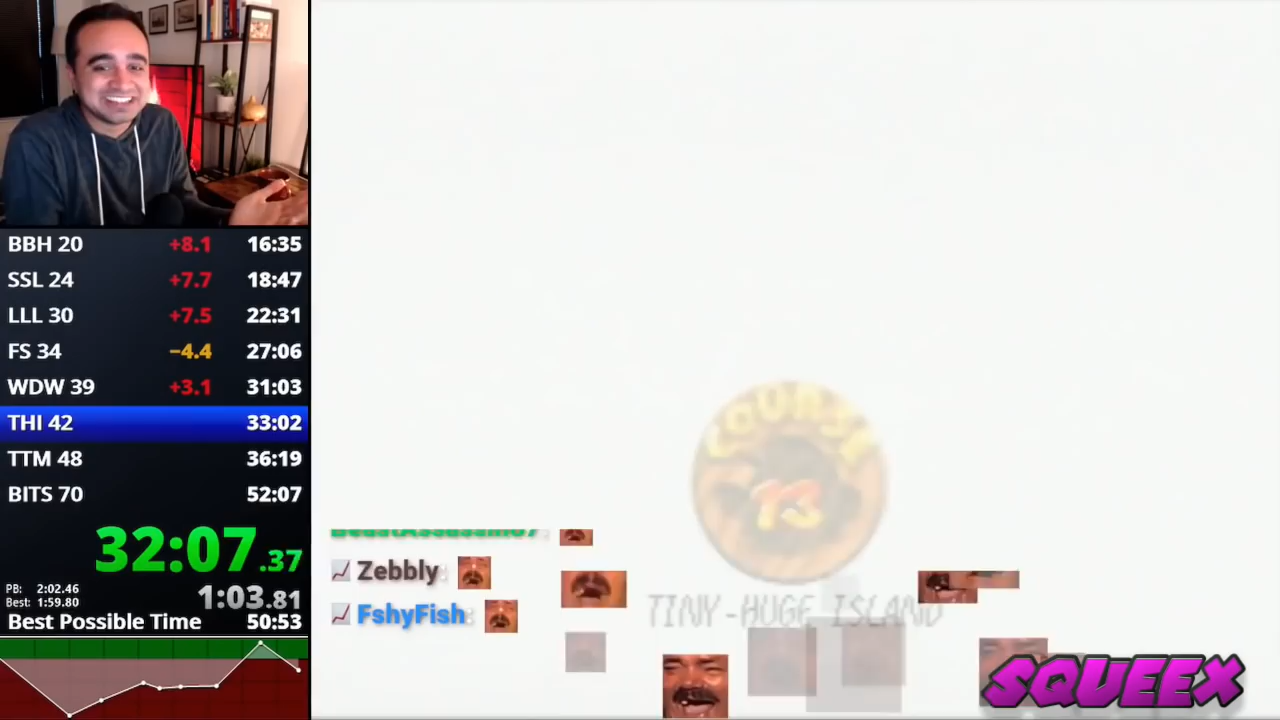 BBH 20 +8.1 16:35
SSL 24 +7.7 18:47
LLL 30 +7.5 22:31
FS 34 −4.4 27:06
WDW 39 +3.1 31:03
THI 42 33:02
TTM 48 36:19
BITS 70 52:07
32:07.37
PB: 2:02.46
Best: 1:59.80
1:03.81
Best Possible Time 50:53
COURSE
13
TINY-HUGE ISLAND
Zebbly:
FshyFish:
SQUEEX